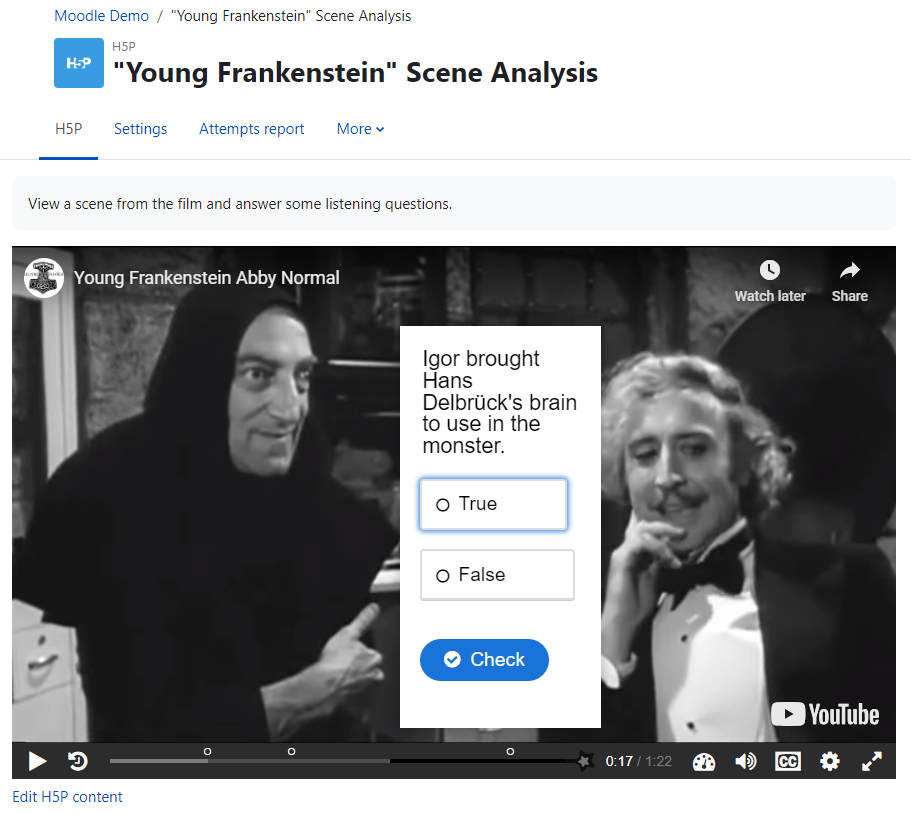 Moodle Demo / "Young Frankenstein" Scene Analysis
H5P
H5P
"Young Frankenstein" Scene Analysis
H5P Settings Attempts report More
View a scene from the film and answer some listening questions.
Young Frankenstein Abby Normal
Watch later Share
Igor brought
Hans
Delbrück's brain
to use in the
monster.
True
False
Check
YouTube
0:17 / 1:22 CC
Edit H5P content